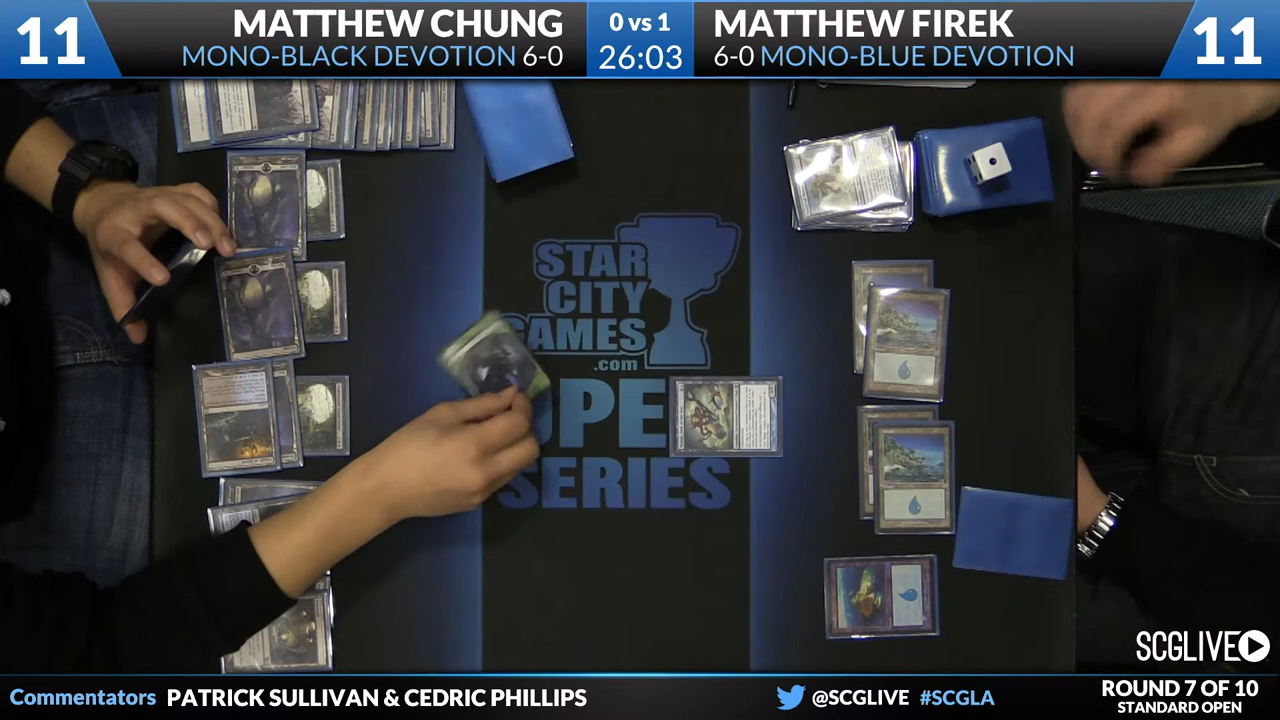 11
MATTHEW CHUNG
MONO-BLACK DEVOTION 6-0
0 vs 1
26:03
MATTHEW FIREK
6-0 MONO-BLUE DEVOTION
11
STAR
CITY
GAMES
.com
OPE
SERIES
SCGLIVE
Commentators PATRICK SULLIVAN & CEDRIC PHILLIPS
@SCGLIVE #SCGLA
ROUND 7 OF 10
STANDARD OPEN